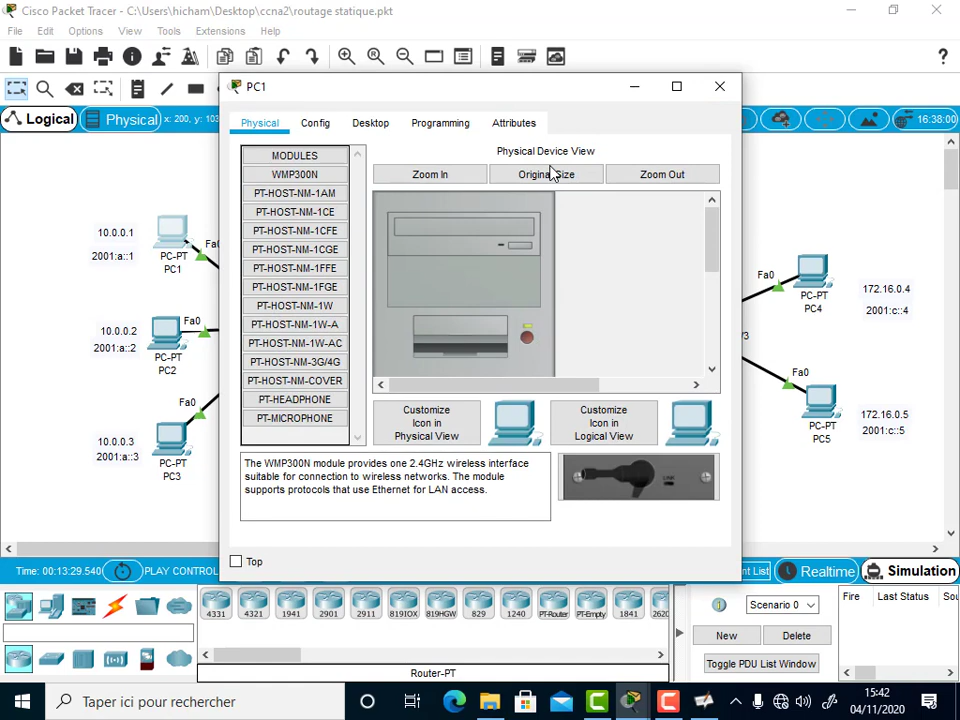 Cisco Packet Tracer - C:\Users\hicham\Desktop\ccna2\routage statique.pkt
File Edit Options View Tools Extensions Help
?
Logical Physical x: 200, y: 103 16:38:00
PC1
Physical Config Desktop Programming Attributes
Physical Device View
Zoom In Original Size Zoom Out
MODULES
WMP300N
PT-HOST-NM-1AM
PT-HOST-NM-1CE
PT-HOST-NM-1CFE
PT-HOST-NM-1CGE
PT-HOST-NM-1FFE
PT-HOST-NM-1FGE
PT-HOST-NM-1W
PT-HOST-NM-1W-A
PT-HOST-NM-1W-AC
PT-HOST-NM-3G/4G
PT-HOST-NM-COVER
PT-HEADPHONE
PT-MICROPHONE
Customize
Icon in
Physical View
Customize
Icon in
Logical View
The WMP300N module provides one 2.4GHz wireless interface
suitable for connection to wireless networks. The module
supports protocols that use Ethernet for LAN access.
Top
10.0.0.1
2001:a::1
PC-PT
PC1
Fa0
10.0.0.2
2001:a::2
PC-PT
PC2
Fa0
10.0.0.3
2001:a::3
PC-PT
PC3
Fa0
Fa0
PC-PT
PC4
172.16.0.4
2001:c::4
/3
Fa0
PC-PT
PC5
172.16.0.5
2001:c::5
Time: 00:13:29.540 PLAY CONTROL
ent List Realtime Simulation
4331 4321 1941 2901 2911 819IOX 819HGW 829 1240 PT-Router PT-Empty 1841 2620
Router-PT
Scenario 0
New Delete
Toggle PDU List Window
Fire Last Status Sou
Taper ici pour rechercher
15:42
04/11/2020